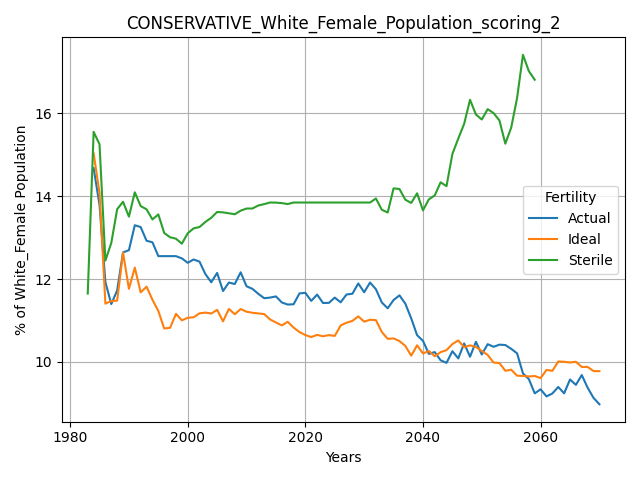 CONSERVATIVE_White_Female_Population_scoring_2
% of White_Female Population
16
14
12
10
Fertility
Actual
Ideal
Sterile
1980
2000
2020
2040
2060
Years